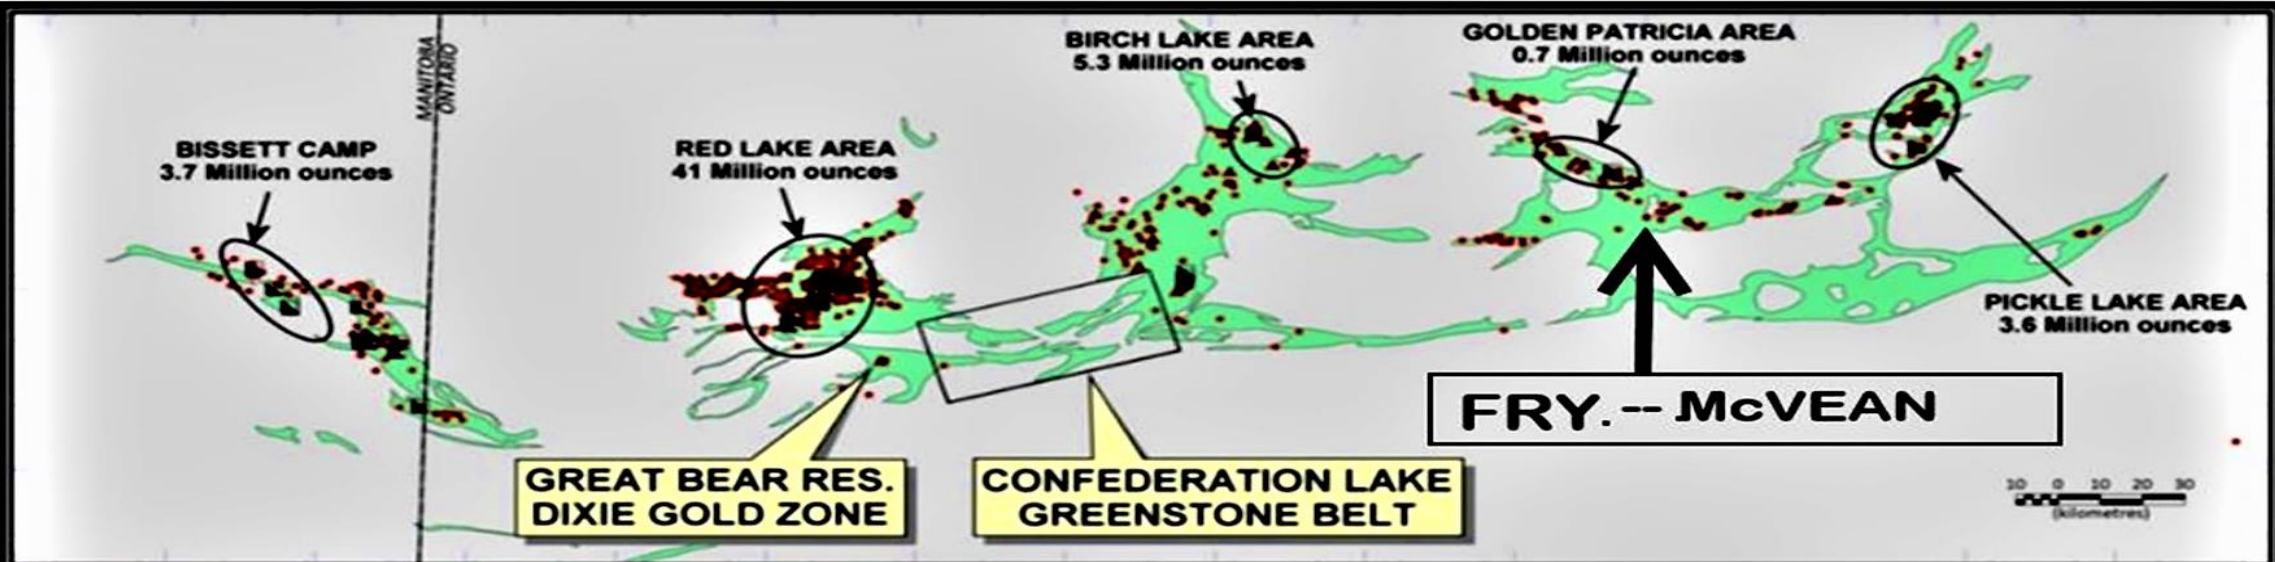 MANITOBA
ONTARIO
BISSETT CAMP
3.7 Million ounces
RED LAKE AREA
41 Million ounces
BIRCH LAKE AREA
5.3 Million ounces
GOLDEN PATRICIA AREA
0.7 Million ounces
PICKLE LAKE AREA
3.6 Million ounces
FRY. -- McVEAN
GREAT BEAR RES.
DIXIE GOLD ZONE
CONFEDERATION LAKE
GREENSTONE BELT
10 0 10 20 30
(kilometres)